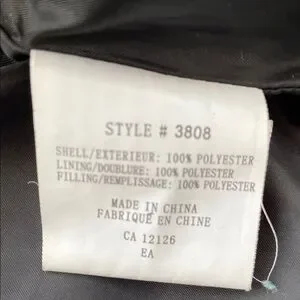 STYLE # 3808
SHELL/EXTERIEUR: 100% POLYESTER
LINING/DOUBLURE: 100% POLYESTER
FILLING/REMPLISSAGE: 100% POLYESTER
MADE IN CHINA
FABRIQUE EN CHINE
CA 12126
EA